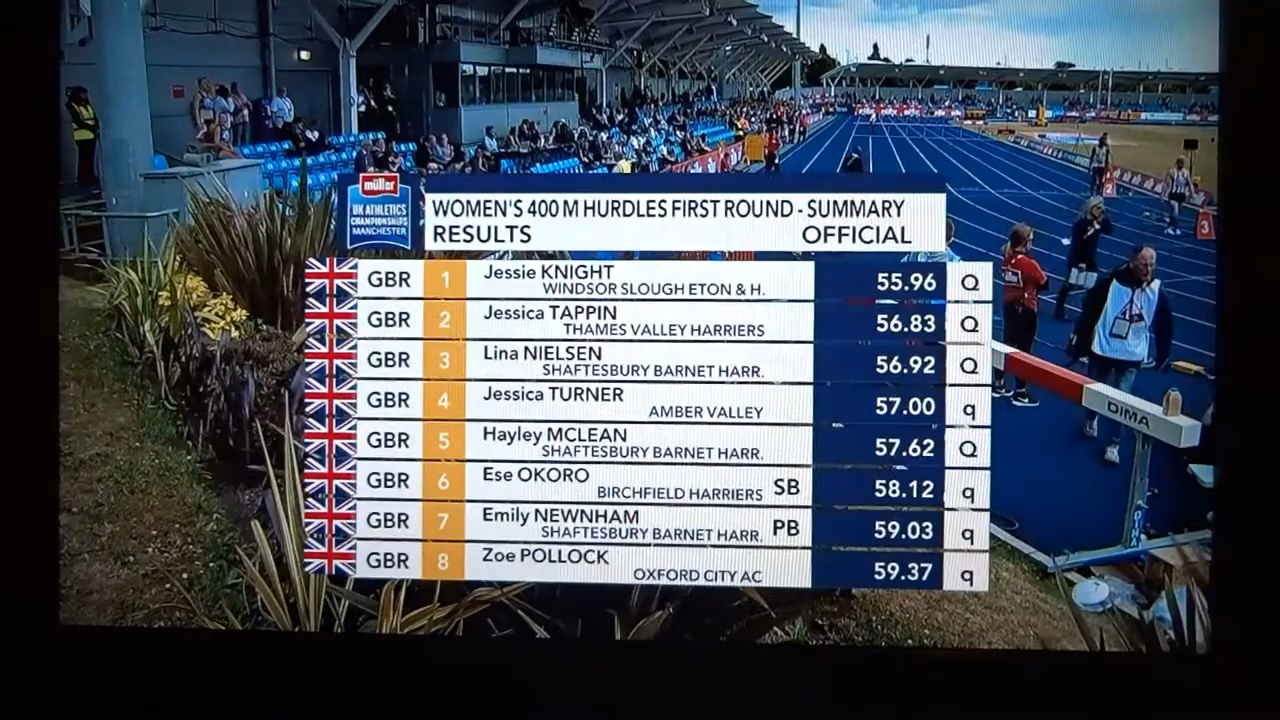 müller
UK ATHLETICS
CHAMPIONSHIPS
MANCHESTER
WOMEN'S 400 M HURDLES FIRST ROUND - SUMMARY
RESULTS OFFICIAL
GBR 1 Jessie KNIGHT 55.96 Q
WINDSOR SLOUGH ETON & H.
GBR 2 Jessica TAPPIN 56.83 Q
THAMES VALLEY HARRIERS
GBR 3 Lina NIELSEN 56.92 Q
SHAFTESBURY BARNET HARR.
GBR 4 Jessica TURNER 57.00 q
AMBER VALLEY
GBR 5 Hayley MCLEAN 57.62 Q
SHAFTESBURY BARNET HARR.
GBR 6 Ese OKORO 58.12 q
BIRCHFIELD HARRIERS SB
GBR 7 Emily NEWNHAM 59.03 q
SHAFTESBURY BARNET HARR. PB
GBR 8 Zoe POLLOCK 59.37 q
OXFORD CITY AC
2
3
DIMA